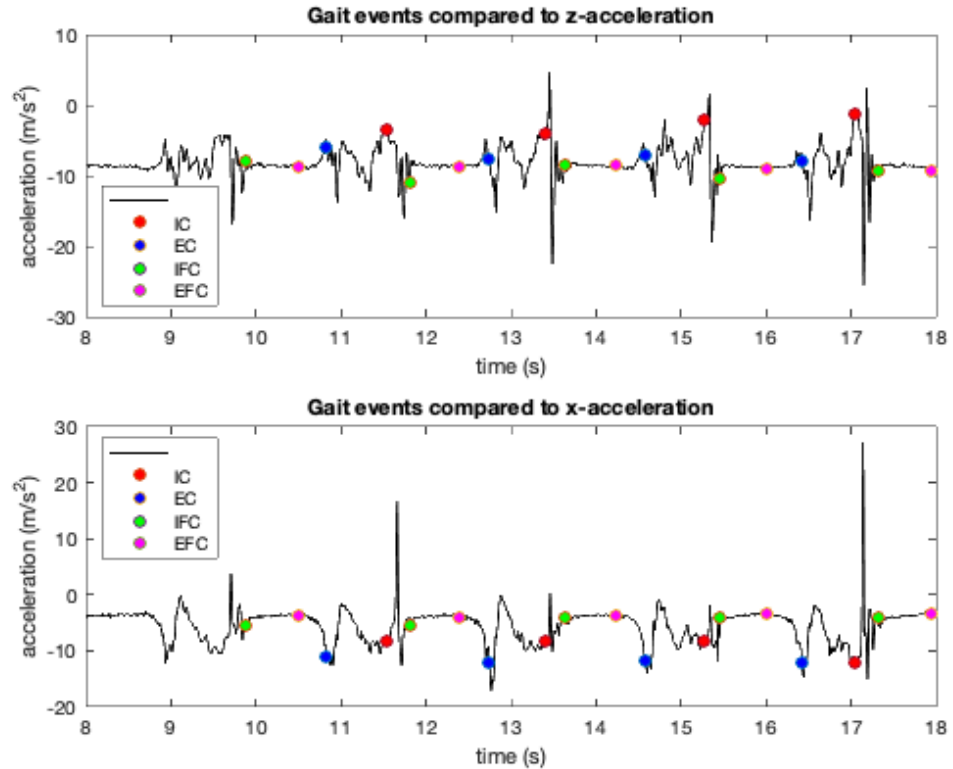 Gait events compared to z-acceleration
10
0
-10
-20
-30
acceleration (m/s²)
IC
EC
IFC
EFC
8 9 10 11 12 13 14 15 16 17 18
time (s)
Gait events compared to x-acceleration
30
20
10
0
-10
-20
acceleration (m/s²)
IC
EC
IFC
EFC
8 9 10 11 12 13 14 15 16 17 18
time (s)